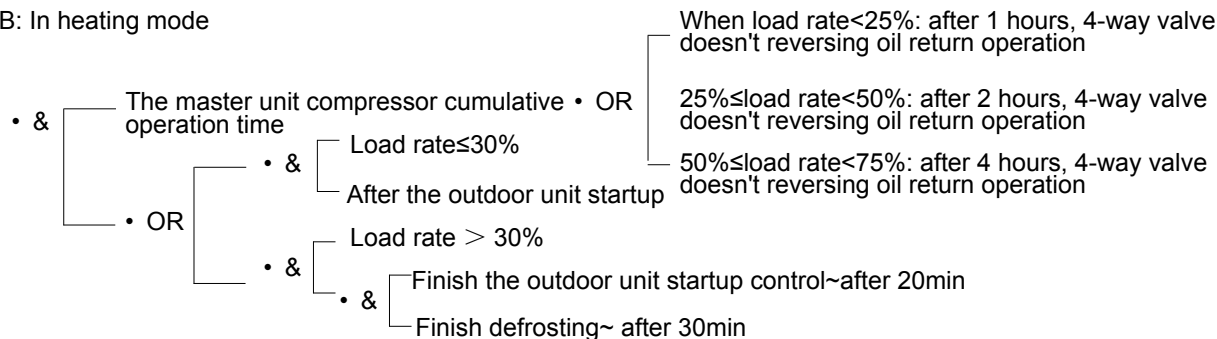 B: In heating mode
When load rate<25%: after 1 hours, 4-way valve
doesn't reversing oil return operation
• &
The master unit compressor cumulative • OR
operation time
25%≤load rate<50%: after 2 hours, 4-way valve
doesn't reversing oil return operation
• &
Load rate≤30%
50%≤load rate<75%: after 4 hours, 4-way valve
doesn't reversing oil return operation
After the outdoor unit startup
• OR
Load rate > 30%
• &
• &
Finish the outdoor unit startup control~after 20min
Finish defrosting~ after 30min